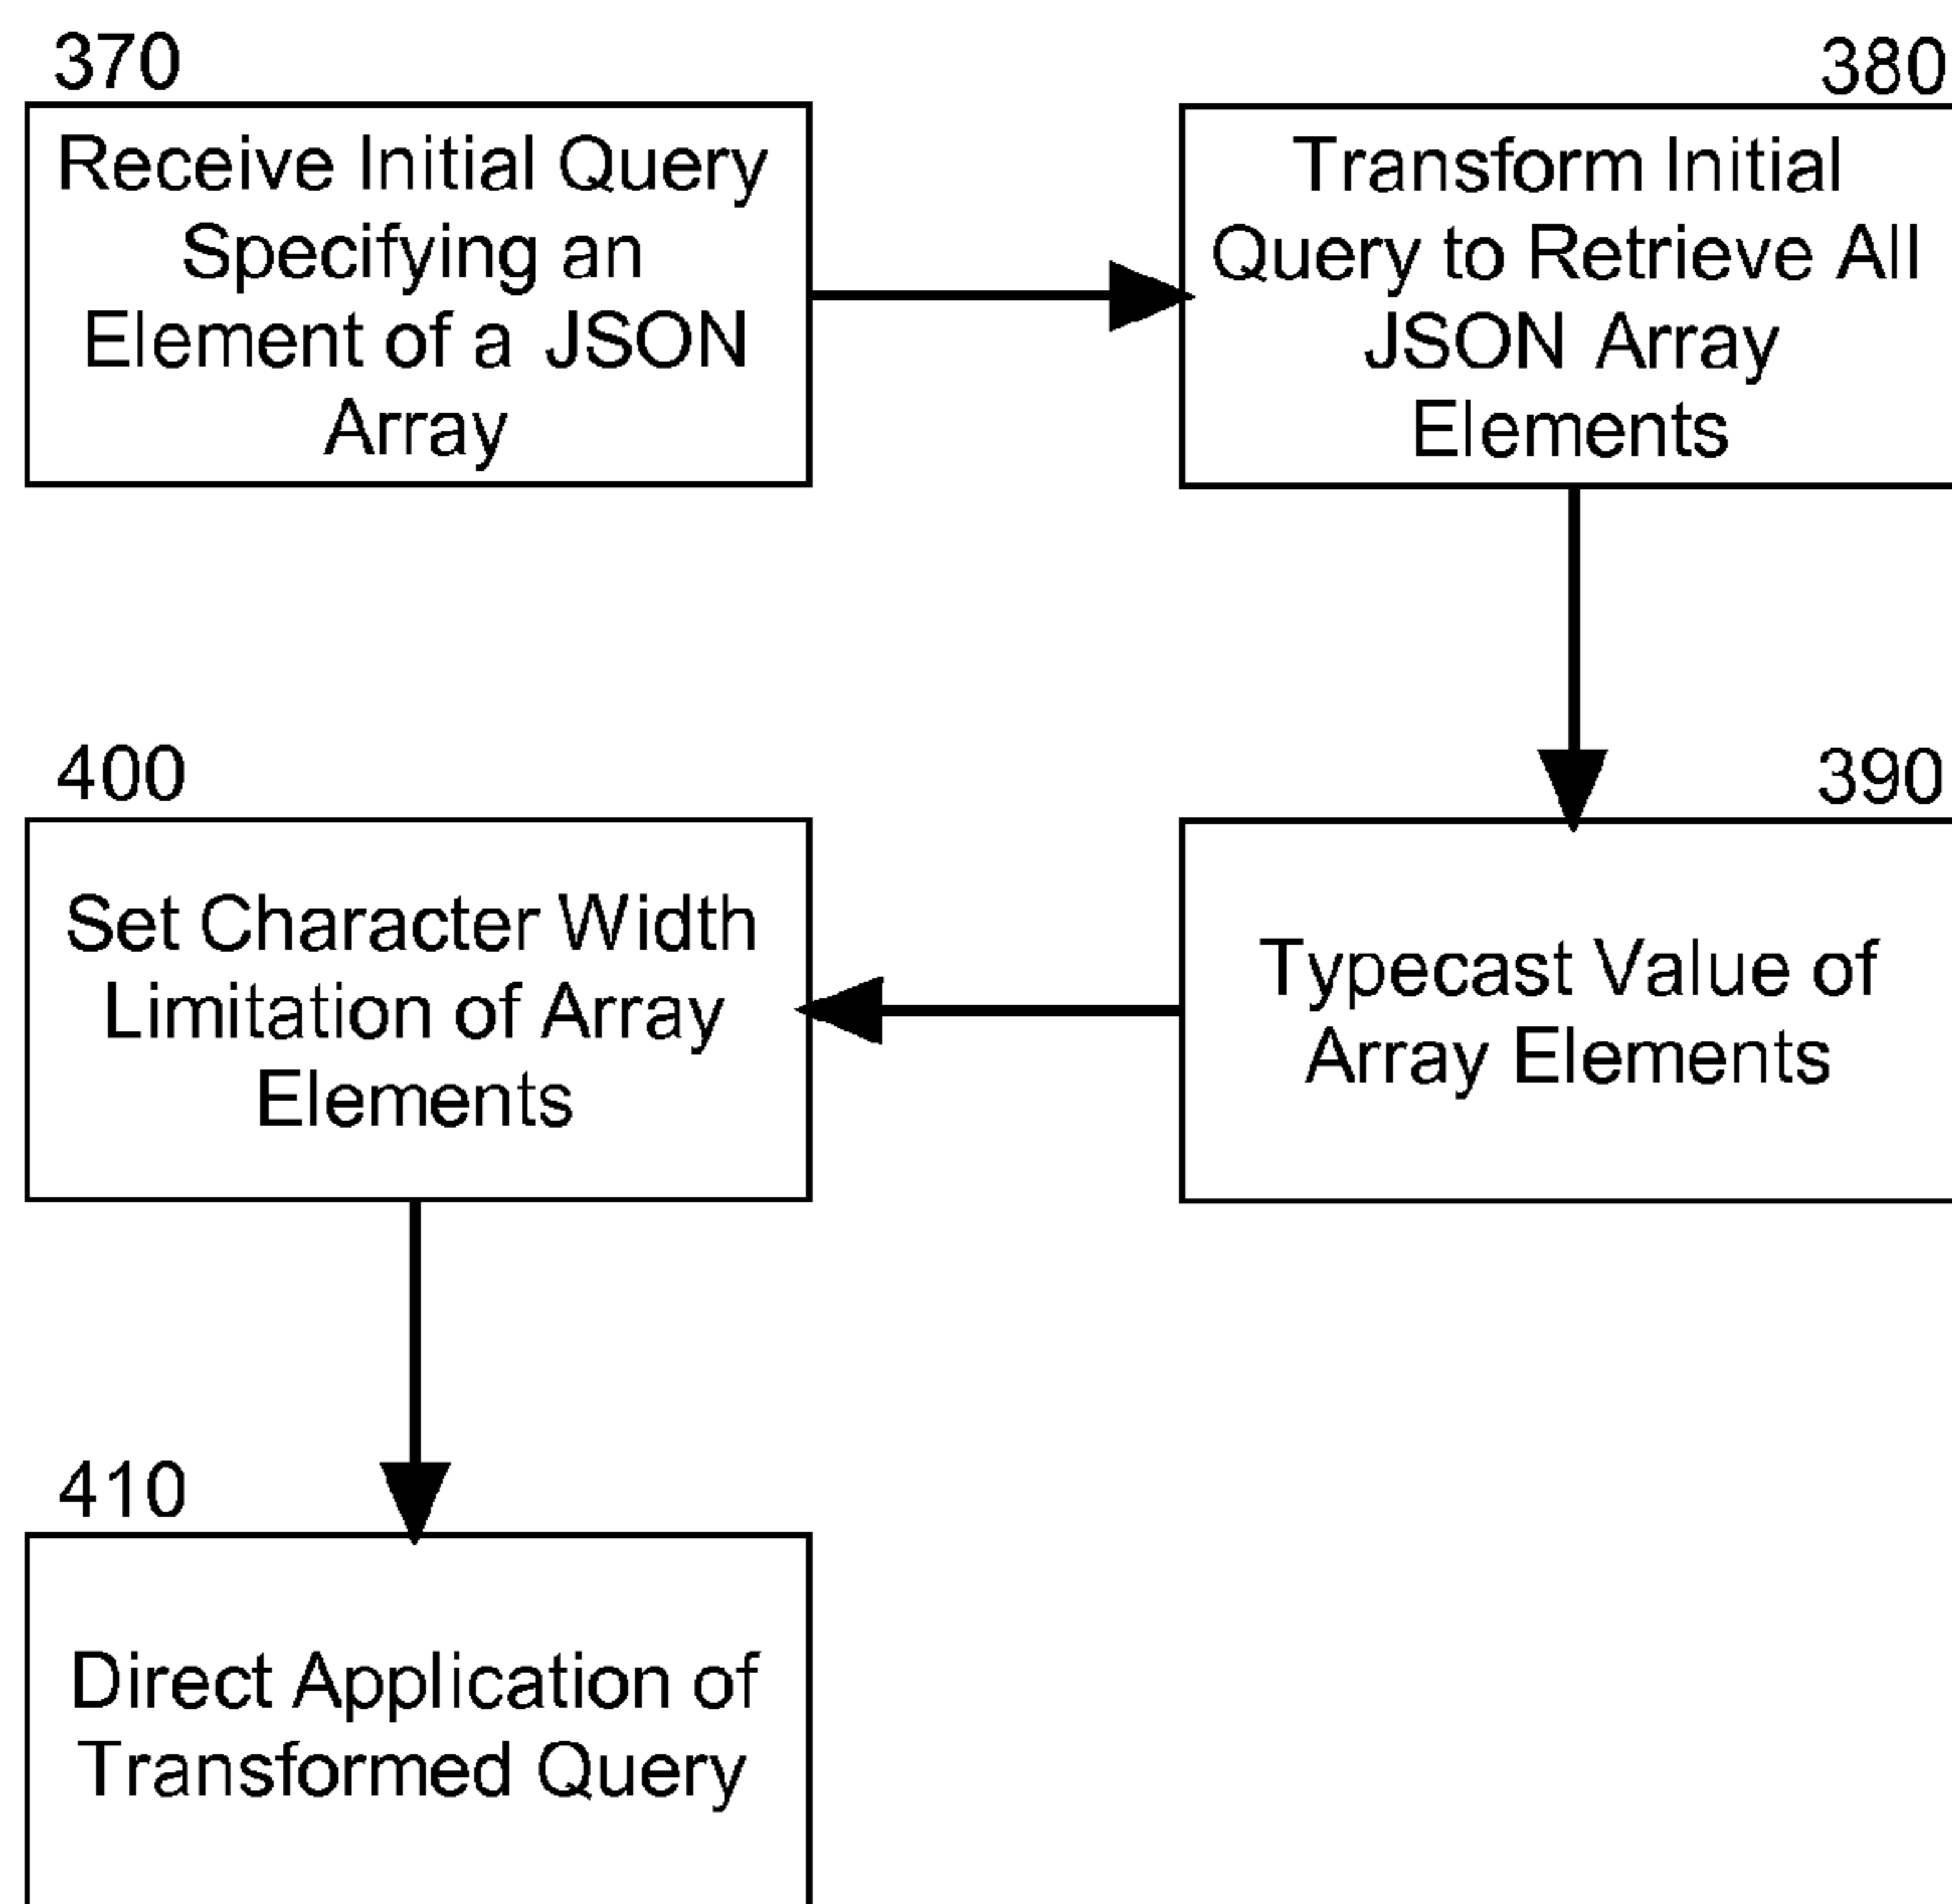 370
Receive Initial Query
Specifying an
Element of a JSON
Array
380
Transform Initial
Query to Retrieve All
JSON Array
Elements
390
Typecast Value of
Array Elements
400
Set Character Width
Limitation of Array
Elements
410
Direct Application of
Transformed Query